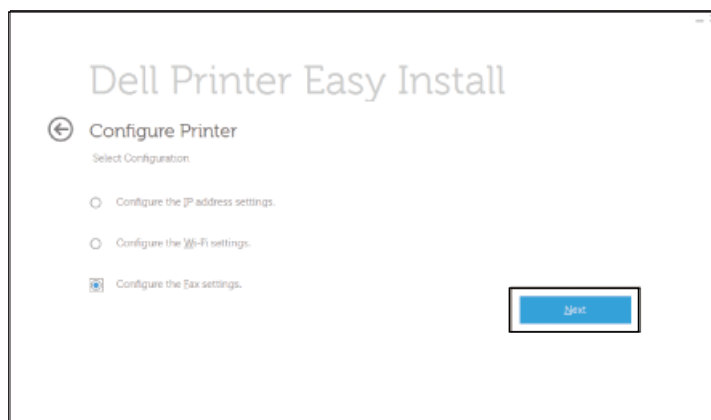 Dell Printer Easy Install
Configure Printer
Select Configuration
Configure the IP address settings.
Configure the Wi-Fi settings.
Configure the Fax settings.
Next